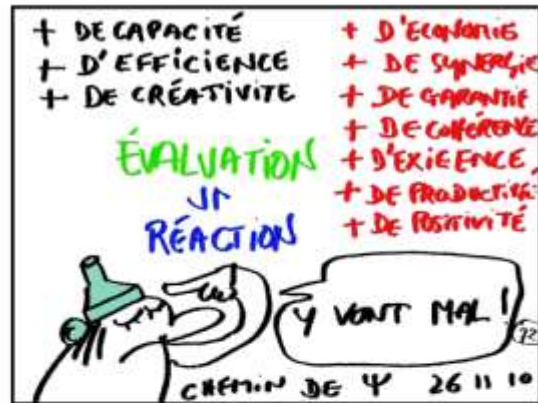 + DE CAPACITÉ
+ D'EFFICIENCE
+ DE CRÉATIVITE
+ D'ECONOMIE
+ DE SYNERGIE
+ DE GARANTIE
+ DE COHÉRENCE
+ D'EXIGENCE
+ DE PRODUCTIVITÉ
+ DE POSITIVITÉ
ÉVALUATION
RÉACTION
Y VONT MAL !
CHEMIN DE Ψ 26 11 10